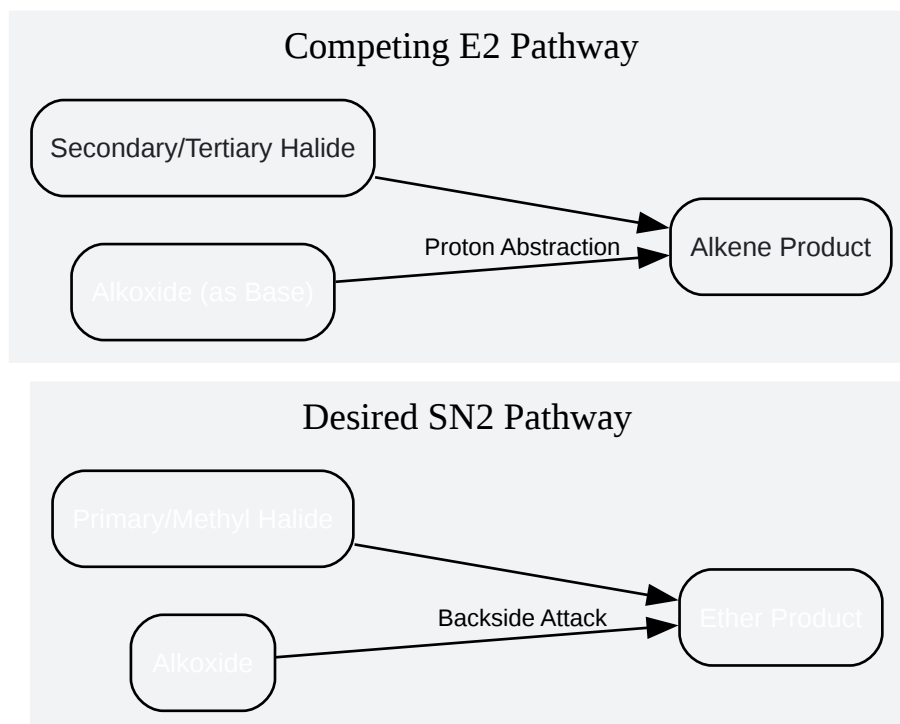 Competing E2 Pathway
Secondary/Tertiary Halide
Proton Abstraction
Alkene Product
Alkoxide (as Base)
Desired SN2 Pathway
Primary/Methyl Halide
Backside Attack
Ether Product
Alkoxide